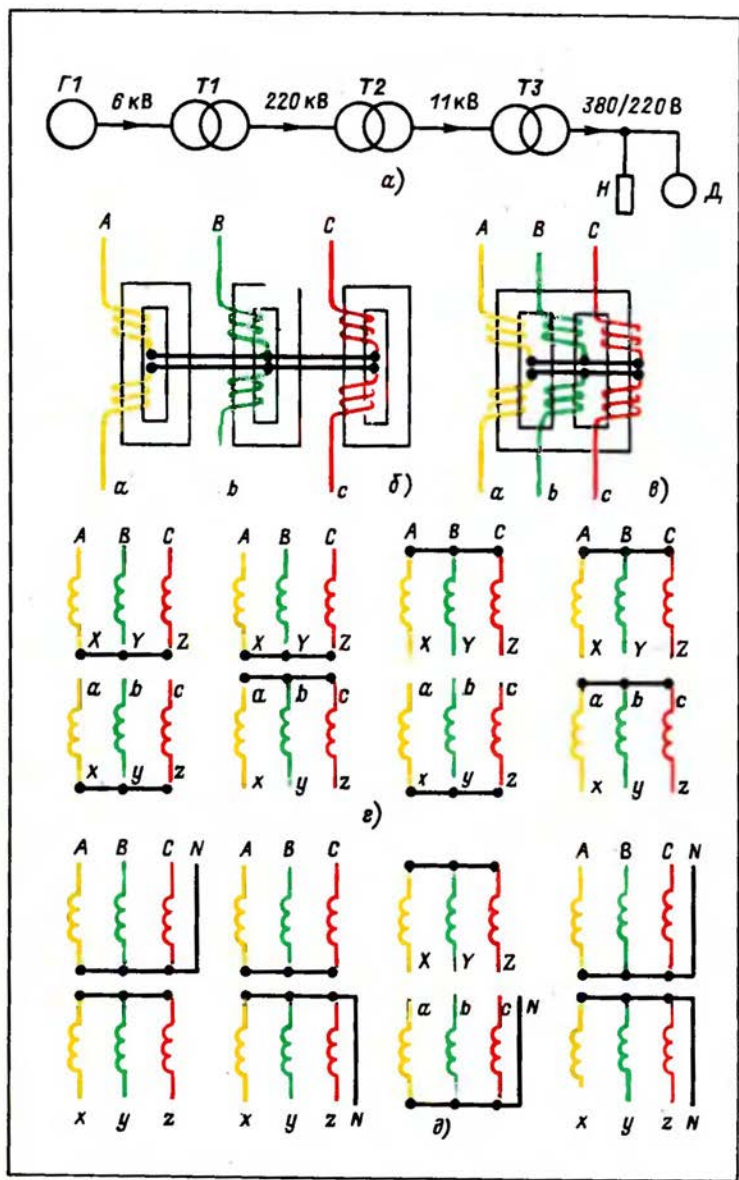 Г1 6 кВ Т1 220 кВ Т2 11 кВ Т3 380/220 В
Н Д
а)
A B C A B C
a b c б) a b c в)
A B C A B C A B C A B C
X Y Z X Y Z X Y Z X Y Z
a b c a b c a b c a b c
x y z x y z x y z x y z
г)
A B C N A B C A B C N
X Y Z
a b c N
x y z x y z N д) x y z N